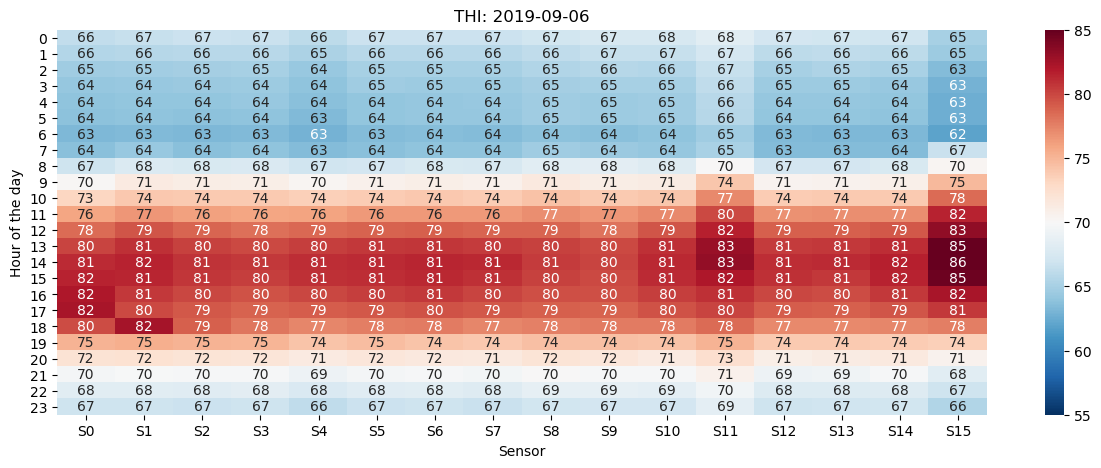 THI: 2019-09-06
0 66 67 67 67 66 67 67 67 67 67 68 68 67 67 67 65
1 66 66 66 66 65 66 66 66 66 67 67 67 66 66 66 65
2 65 65 65 65 64 65 65 65 65 66 66 67 65 65 65 63
3 64 64 64 64 64 65 65 65 65 65 65 66 65 65 64 63
4 64 64 64 64 64 64 64 64 65 65 65 66 64 64 64 63
5 64 64 64 64 63 64 64 64 65 65 65 66 64 64 64 63
6 63 63 63 63 63 63 64 64 64 64 64 65 63 63 63 62
7 64 64 64 64 63 64 64 64 65 64 64 65 63 63 64 67
8 67 68 68 68 67 67 68 67 68 68 68 70 67 67 68 70
9 70 71 71 71 70 71 71 71 71 71 71 74 71 71 71 75
10 73 74 74 74 74 74 74 74 74 74 74 77 74 74 74 78
11 76 77 76 76 76 76 76 76 77 77 77 80 77 77 77 82
12 78 79 79 78 79 79 79 79 79 78 79 82 79 79 79 83
13 80 81 80 80 80 81 81 80 80 80 81 83 81 81 81 85
14 81 82 81 81 81 81 81 81 81 80 81 83 81 81 82 86
15 82 81 81 80 81 81 81 81 80 80 81 82 81 81 82 85
16 82 81 80 80 80 80 81 80 80 80 80 81 80 80 81 82
17 82 80 79 79 79 79 80 79 79 79 80 80 79 79 79 81
18 80 82 79 78 77 78 78 77 78 78 78 78 77 77 77 78
19 75 75 75 75 74 75 74 74 74 74 74 75 74 74 74 74
20 72 72 72 72 71 72 72 71 72 72 71 73 71 71 71 71
21 70 70 70 70 69 70 70 70 70 70 70 71 69 69 70 68
22 68 68 68 68 68 68 68 68 69 69 69 70 68 68 68 67
23 67 67 67 67 66 67 67 67 67 67 67 69 67 67 67 66
S0 S1 S2 S3 S4 S5 S6 S7 S8 S9 S10 S11 S12 S13 S14 S15
Sensor
Hour of the day
85
80
75
70
65
60
55